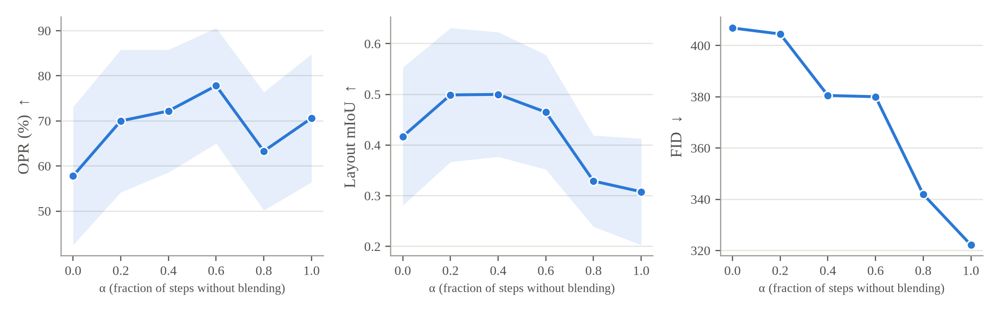 OPR (%) ↑
90
80
70
60
50
0.0 0.2 0.4 0.6 0.8 1.0
α (fraction of steps without blending)
Layout mIoU ↑
0.6
0.5
0.4
0.3
0.2
0.0 0.2 0.4 0.6 0.8 1.0
α (fraction of steps without blending)
FID ↓
400
380
360
340
320
0.0 0.2 0.4 0.6 0.8 1.0
α (fraction of steps without blending)